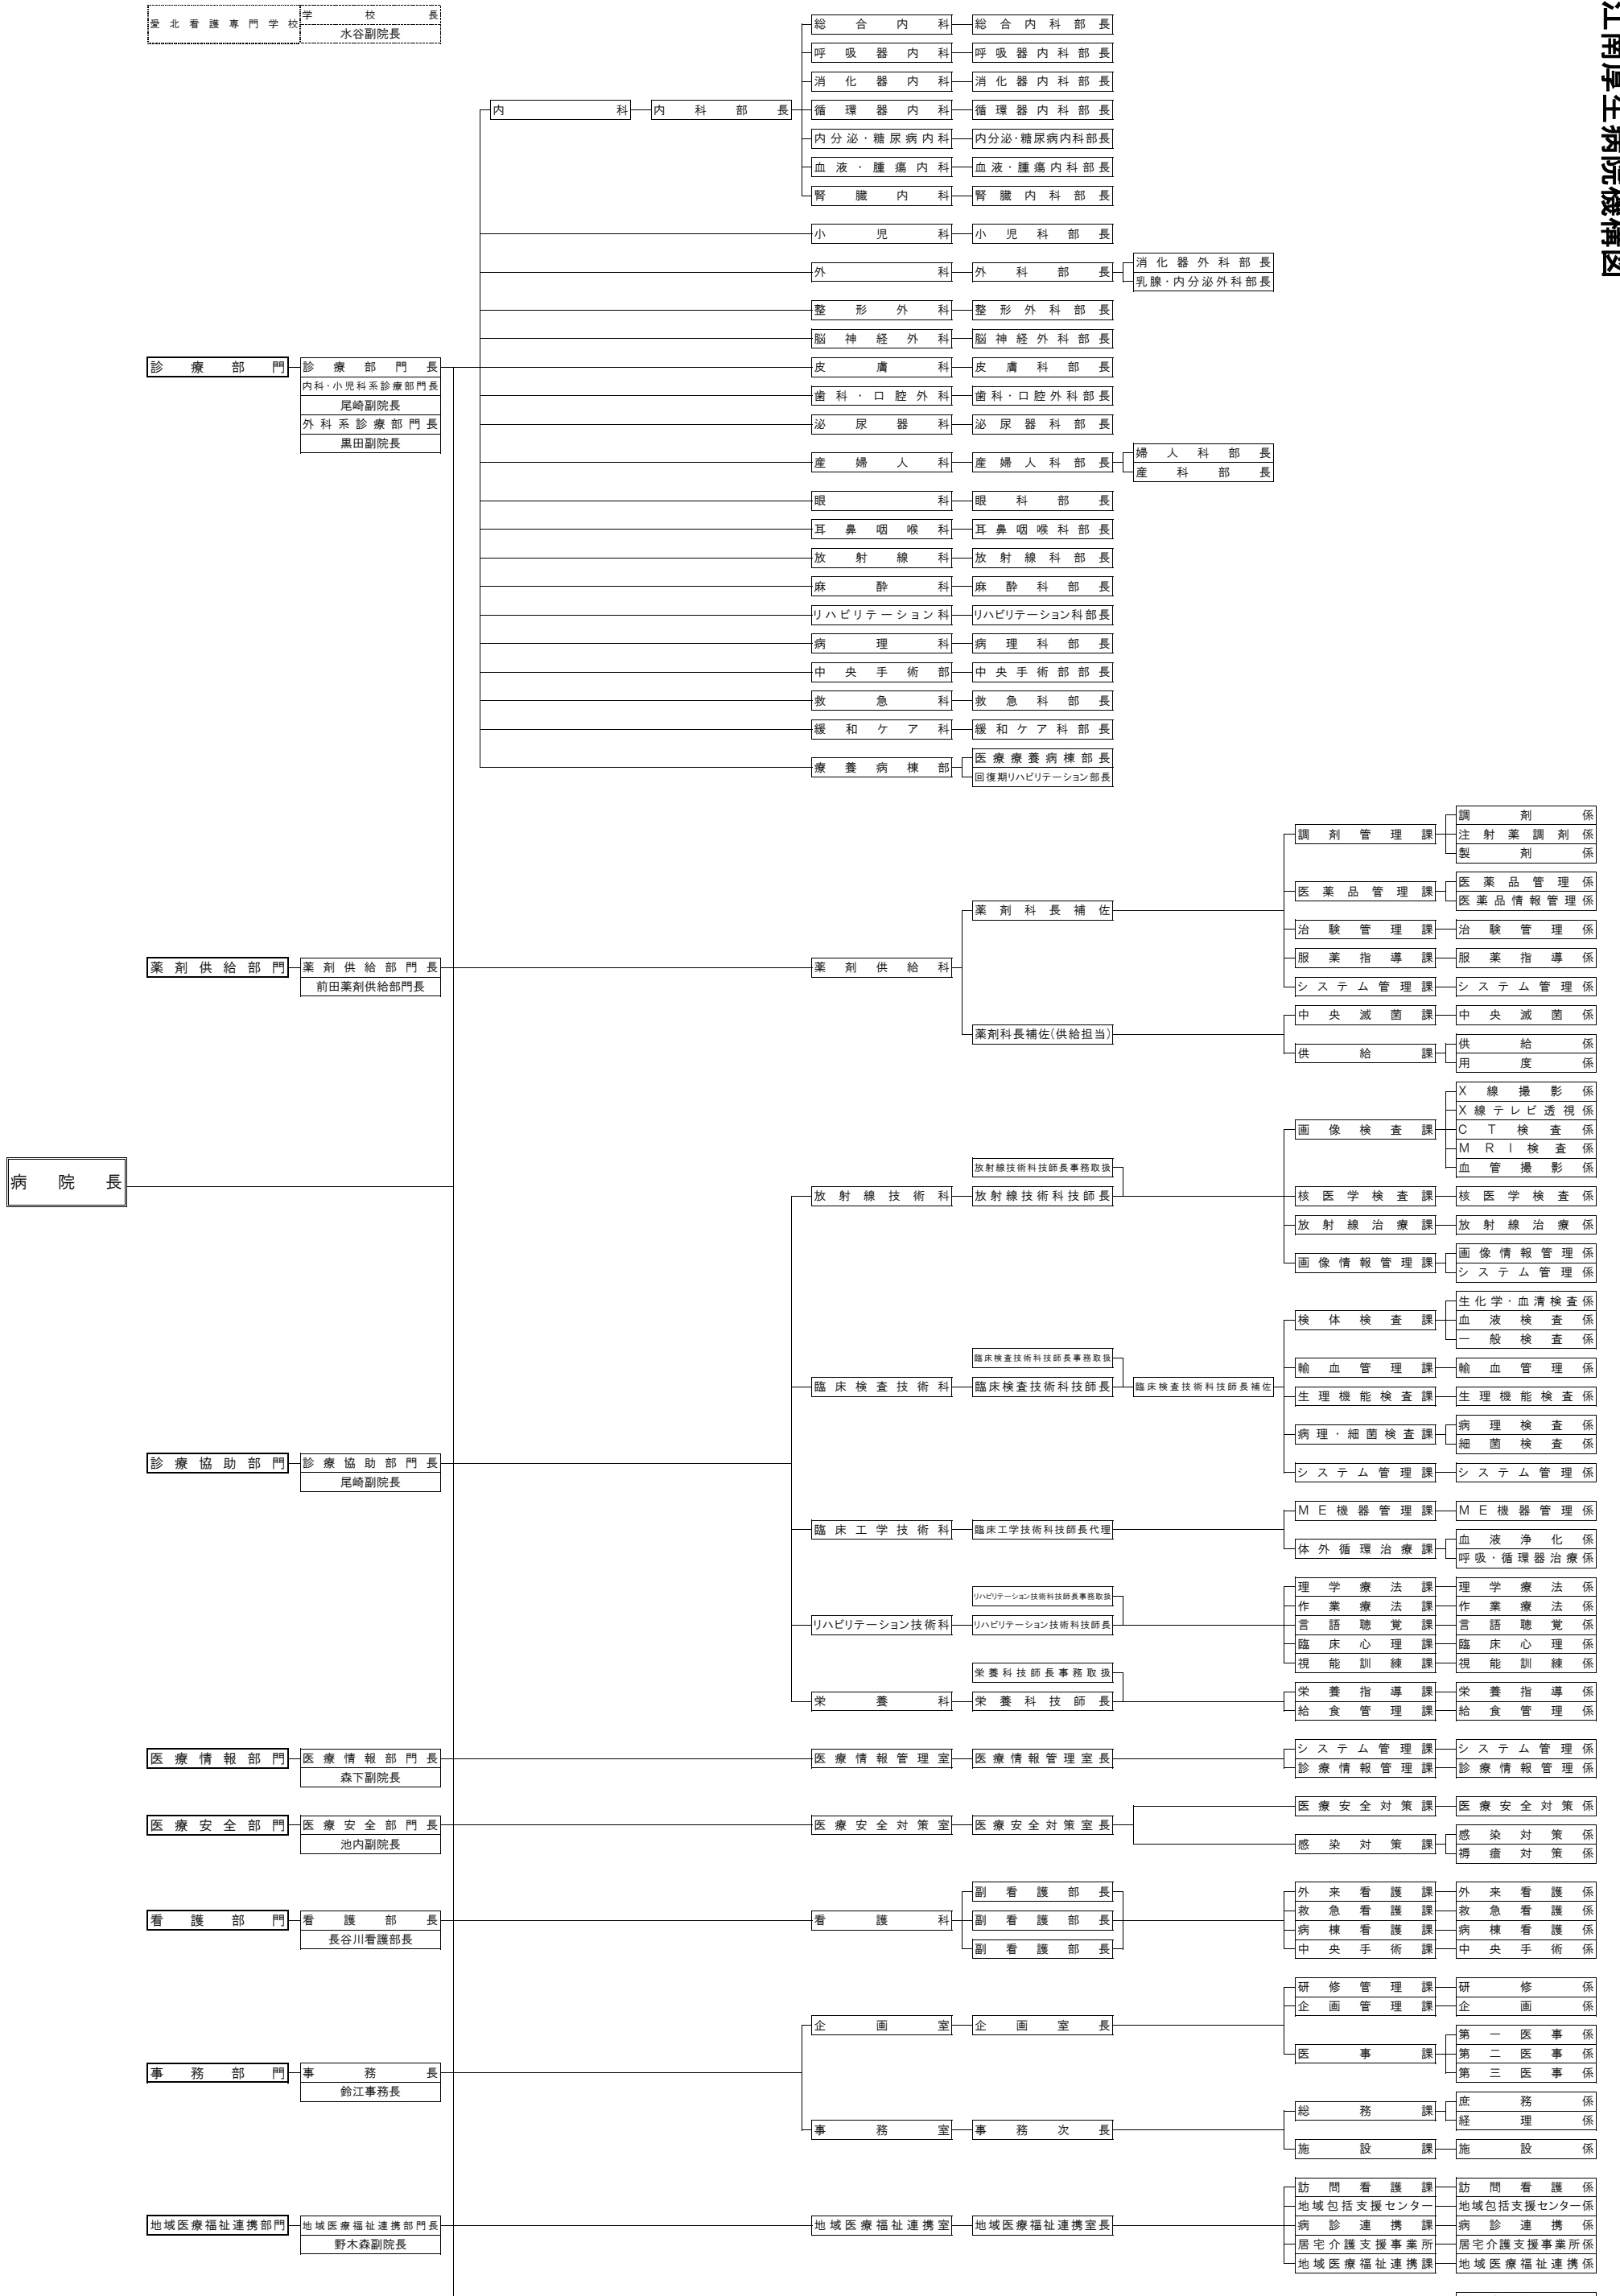 江南厚生病院機構図
愛北看護専門学校 学校長
水谷副院長
総合内科 総合内科部長
呼吸器内科 呼吸器内科部長
消化器内科 消化器内科部長
内科 内科部長 循環器内科 循環器内科部長
内分泌・糖尿病内科 内分泌・糖尿病内科部長
血液・腫瘍内科 血液・腫瘍内科部長
腎臓内科 腎臓内科部長
小児科 小児科部長
消化器外科部長
外科 外科部長
乳腺・内分泌外科部長
整形外科 整形外科部長
脳神経外科 脳神経外科部長
診療部門 診療部門長 皮膚科 皮膚科部長
内科・小児科系診療部門長
歯科・口腔外科 歯科・口腔外科部長
尾崎副院長
外科系診療部門長 泌尿器科 泌尿器科部長
黒田副院長
婦人科部長
産婦人科 産婦人科部長
産科部長
眼科 眼科部長
耳鼻咽喉科 耳鼻咽喉科部長
放射線科 放射線科部長
麻酔科 麻酔科部長
リハビリテーション科 リハビリテーション科部長
病理科 病理科部長
中央手術部 中央手術部部長
救急科 救急科部長
緩和ケア科 緩和ケア科部長
医療療養病棟部長
療養病棟部
回復期リハビリテーション部長
調剤係
調剤管理課 注射薬調剤係
製剤係
医薬品管理係
医薬品管理課
医薬品情報管理係
薬剤科長補佐
治験管理課 治験管理係
服薬指導課 服薬指導係
薬剤供給部門 薬剤供給部門長 薬剤供給科
前田薬剤供給部門長 システム管理課 システム管理係
中央滅菌課 中央滅菌係
薬剤科長補佐(供給担当)
供給係
供給課
用度係
X線撮影係
X線テレビ透視係
画像検査課 CT検査係
MRI検査係
血管撮影係
放射線技術科技師長事務取扱
病院長
放射線技術科 放射線技術科技師長 核医学検査課 核医学検査係
放射線治療課 放射線治療係
画像情報管理係
画像情報管理課
システム管理係
生化学・血清検査係
検体検査課 血液検査係
一般検査係
臨床検査技術科技師長事務取扱
輸血管理課 輸血管理係
臨床検査技術科 臨床検査技術科技師長 臨床検査技術科技師長補佐
生理機能検査課 生理機能検査係
病理検査係
病理・細菌検査課
細菌検査係
診療協助部門 診療協助部門長
尾崎副院長
システム管理課 システム管理係
ME機器管理課 ME機器管理係
臨床工学技術科 臨床工学技術科技師長代理
血液浄化係
体外循環治療課
呼吸・循環器治療係
リハビリテーション技術科技師長事務取扱
理学療法課 理学療法係
作業療法課 作業療法係
リハビリテーション技術科 リハビリテーション技術科技師長 言語聴覚課 言語聴覚係
臨床心理課 臨床心理係
視能訓練課 視能訓練係
栄養科技師長事務取扱
栄養科 栄養科技師長 栄養指導課 栄養指導係
給食管理課 給食管理係
医療情報部門 医療情報部門長 医療情報管理室 医療情報管理室長 システム管理課 システム管理係
森下副院長 診療情報管理課 診療情報管理係
医療安全対策課 医療安全対策係
医療安全部門 医療安全部門長 医療安全対策室 医療安全対策室長
池内副院長 感染対策課 感染対策係
褥瘡対策係
副看護部長 外来看護課 外来看護係
救急看護課 救急看護係
看護部門 看護部長 看護科 副看護部長
長谷川看護部長 病棟看護課 病棟看護係
副看護部長 中央手術課 中央手術係
研修管理課 研修係
企画管理課 企画係
企画室 企画室長
第一医事係
医事課 第二医事係
第三医事係
事務部門 事務長
鈴江事務長
庶務係
総務課
経理係
事務室 事務次長
施設課 施設係
訪問看護課 訪問看護係
地域包括支援センター 地域包括支援センター係
地域医療福祉連携部門 地域医療福祉連携部門長 地域医療福祉連携室 地域医療福祉連携室長 病診連携課 病診連携係
野木森副院長 居宅介護支援事業所 居宅介護支援事業所係
地域医療福祉連携課 地域医療福祉連携係